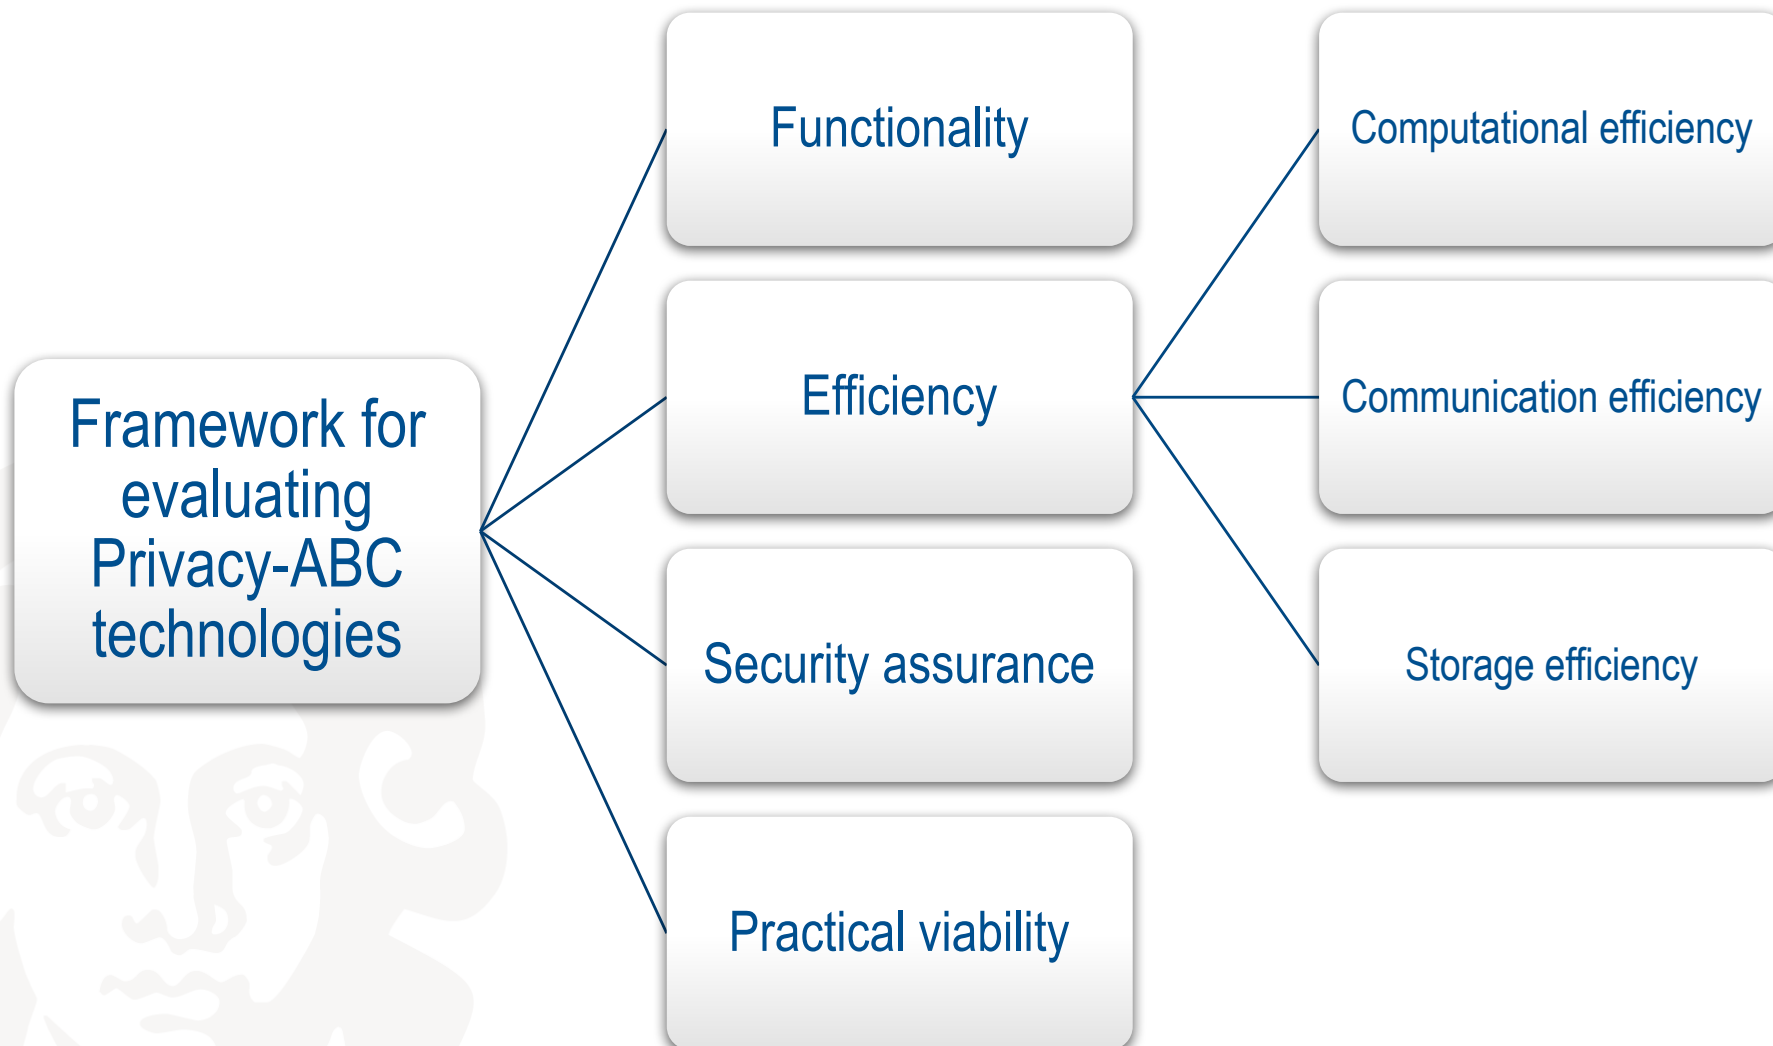 Framework for
evaluating
Privacy-ABC
technologies
Functionality
Efficiency
Security assurance
Practical viability
Computational efficiency
Communication efficiency
Storage efficiency